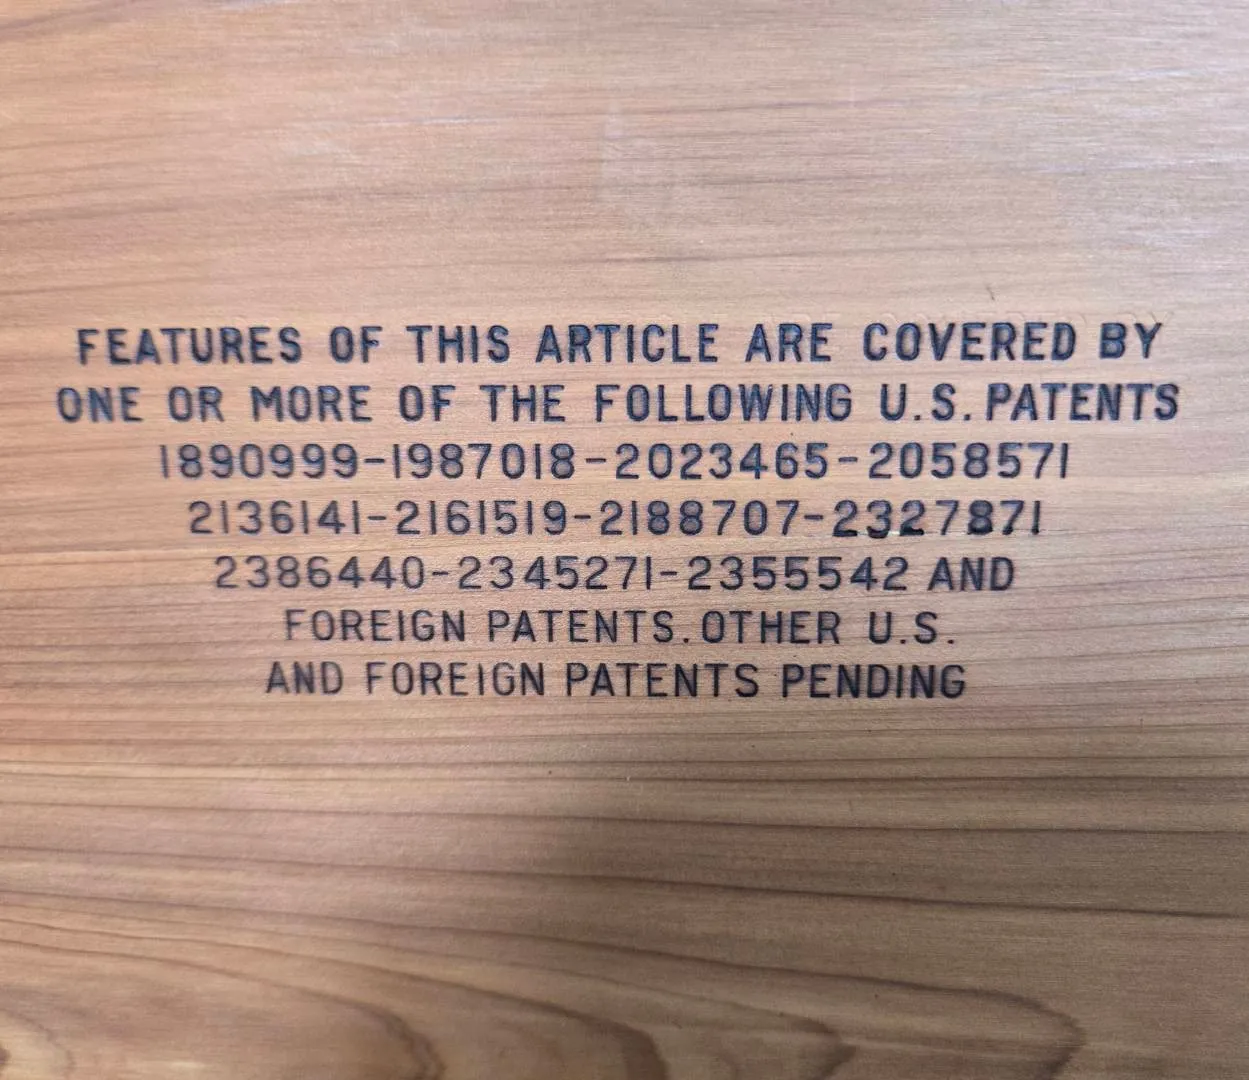 FEATURES OF THIS ARTICLE ARE COVERED BY
ONE OR MORE OF THE FOLLOWING U.S. PATENTS
1890999-1987018-2023465-2058571
2136141-2161519-2188707-2327871
2386440-2345271-2355542 AND
FOREIGN PATENTS. OTHER U.S.
AND FOREIGN PATENTS PENDING